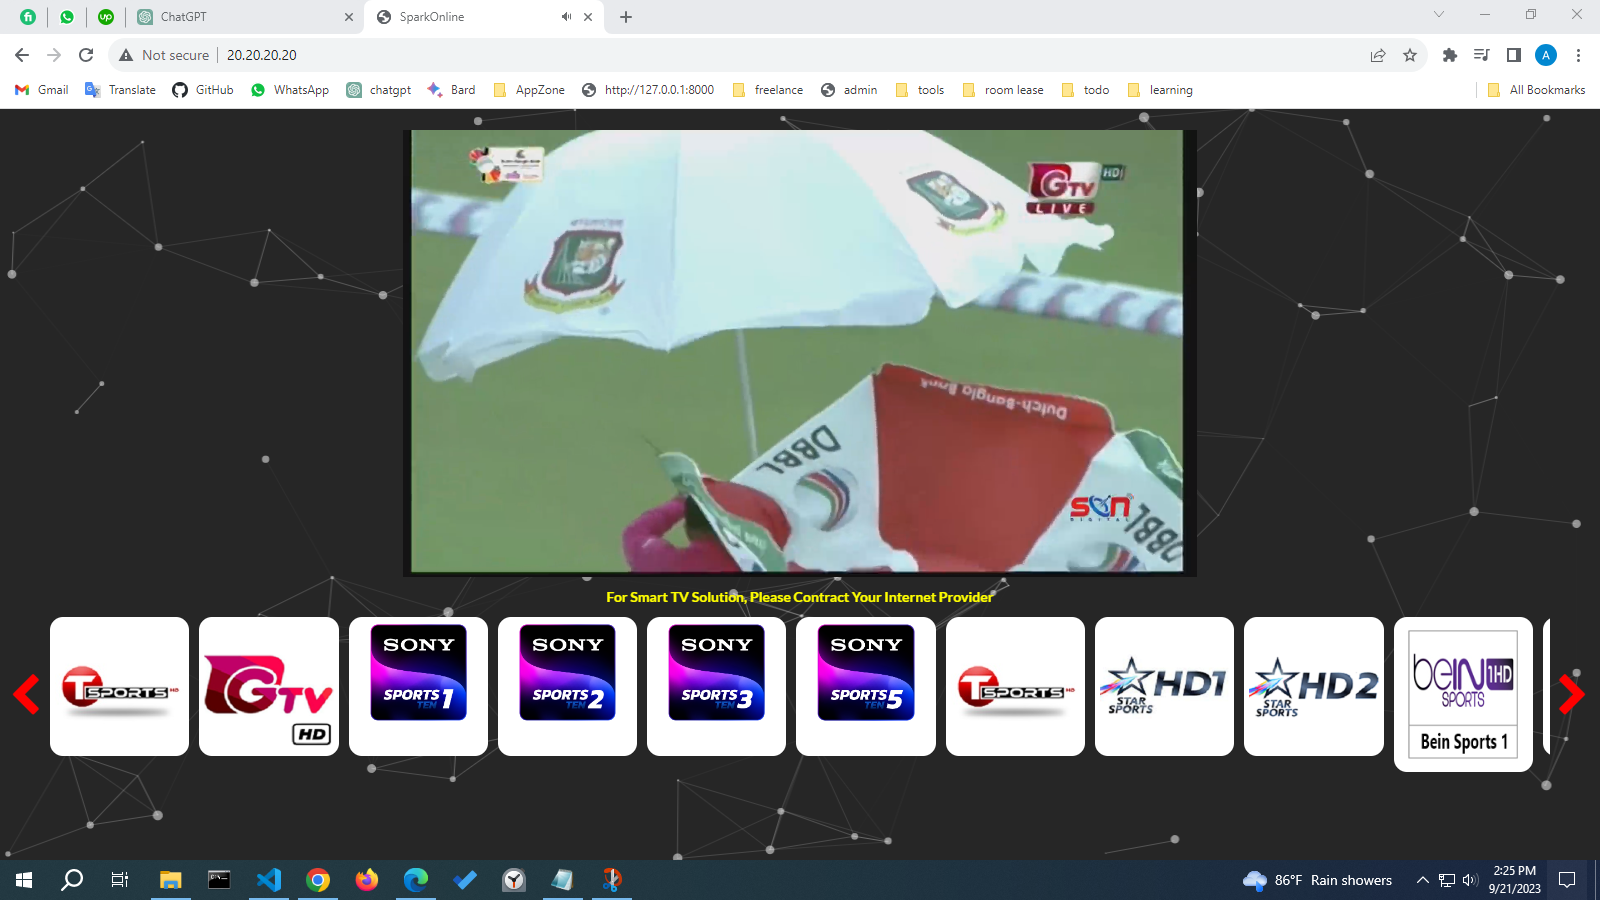 ChatGPT
SparkOnline
Not secure
20.20.20.20
A
Gmail
Translate
GitHub
WhatsApp
chatgpt
Bard
AppZone
http://127.0.0.1:8000
freelance
admin
tools
room lease
todo
learning
All Bookmarks
GTV HD
LIVE
Dutch-Bangla Bank
DBBL
DBBL
SUN
DIGITAL
For Smart TV Solution, Please Contract Your Internet Provider
T SPORTS HD
GTV
HD
SONY
SPORTS 1
TEN
SONY
SPORTS 2
TEN
SONY
SPORTS 3
TEN
SONY
SPORTS 5
TEN
T SPORTS HD
STAR SPORTS HD1
STAR SPORTS HD2
beIN 1HD
SPORTS
Bein Sports 1
86°F Rain showers
2:25 PM
9/21/2023